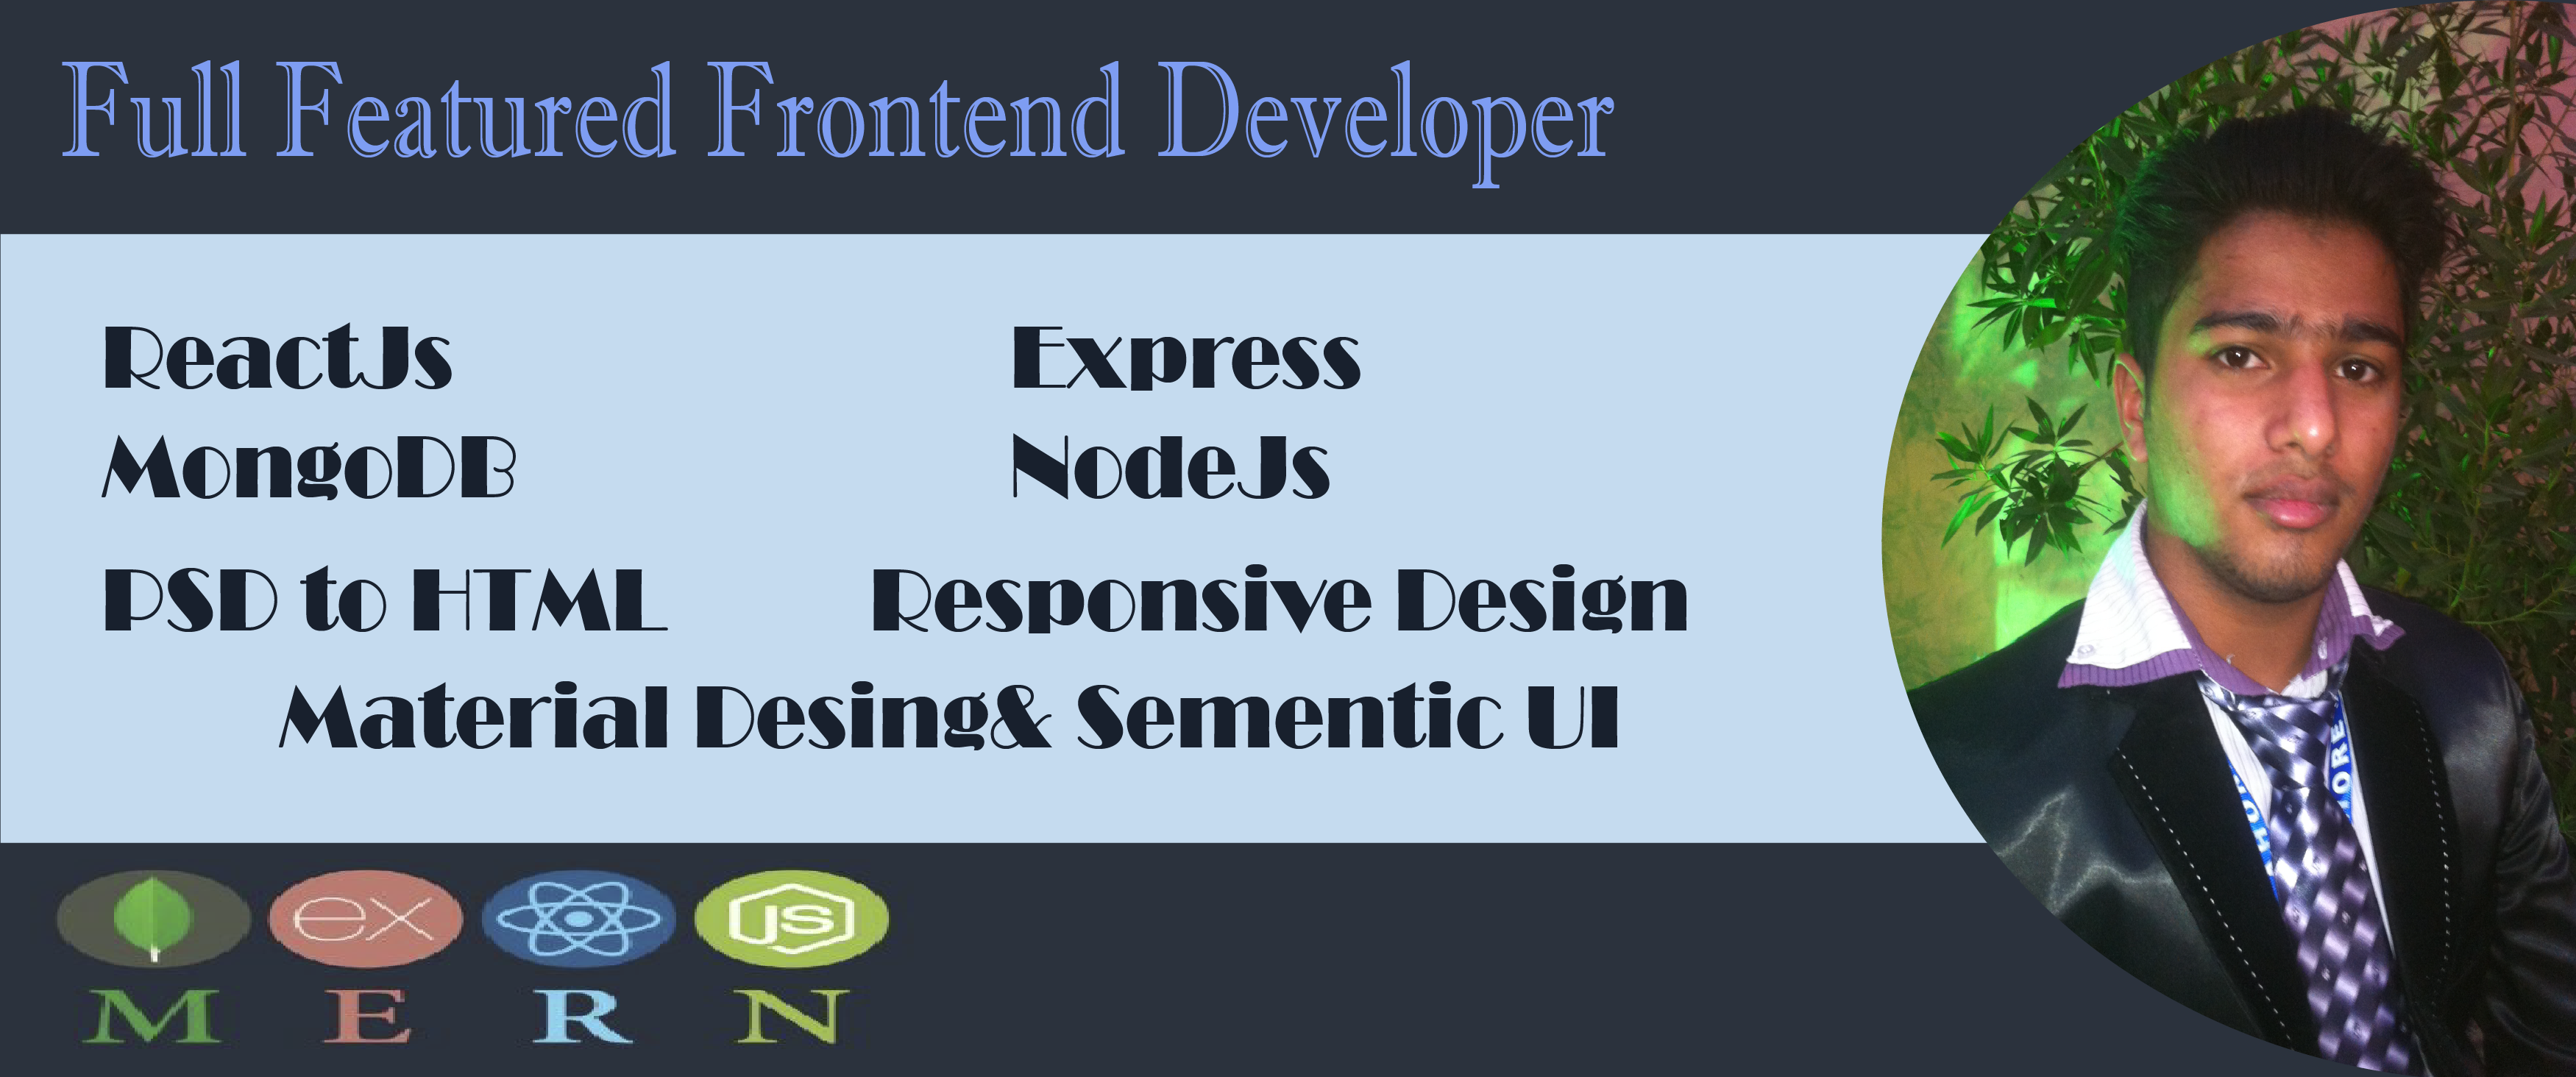 Full Featured Frontend Developer
ReactJs Express
MongoDB NodeJs
PSD to HTML Responsive Design
Material Desing& Sementic UI
ex JS
M E R N